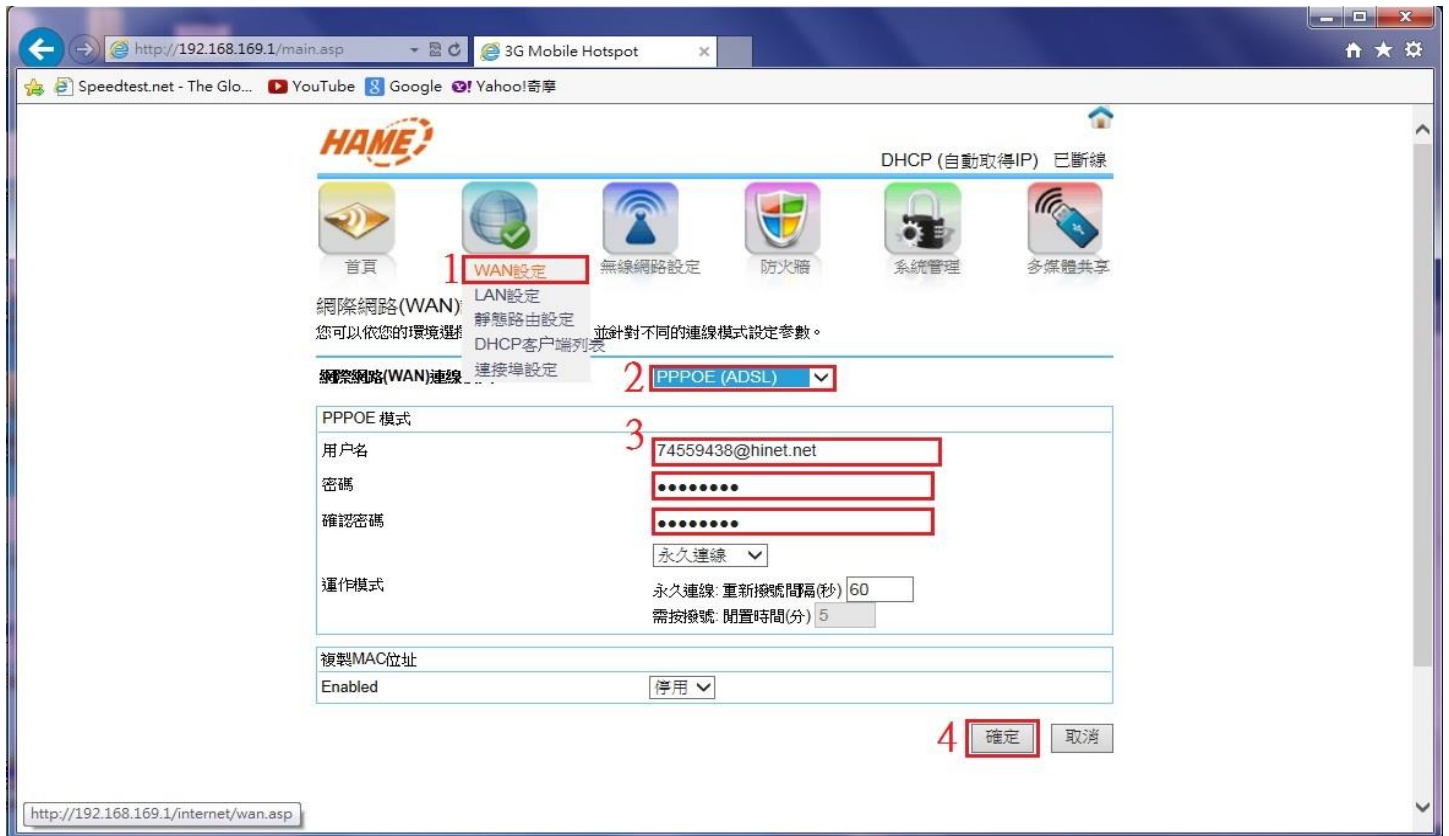 http://192.168.169.1/main.asp
3G Mobile Hotspot
Speedtest.net - The Glo... YouTube Google Yahoo!奇摩
HAME
DHCP (自動取得IP) 已斷線
首頁
無線網路設定
防火牆
系統管理
多媒體共享
1
WAN設定
LAN設定
靜態路由設定
DHCP客户端列表
連接埠設定
網際網路(WAN)
您可以依您的環境選擇 並針對不同的連線模式設定參數。
網際網路(WAN)連線 2 PPPOE (ADSL)
PPPOE 模式
用户名 3 74559438@hinet.net
密碼 ●●●●●●●●
確認密碼 ●●●●●●●●
永久連線
運作模式
永久連線: 重新撥號間隔(秒) 60
需按撥號: 閒置時間(分) 5
複製MAC位址
Enabled 停用
4 確定 取消
http://192.168.169.1/internet/wan.asp